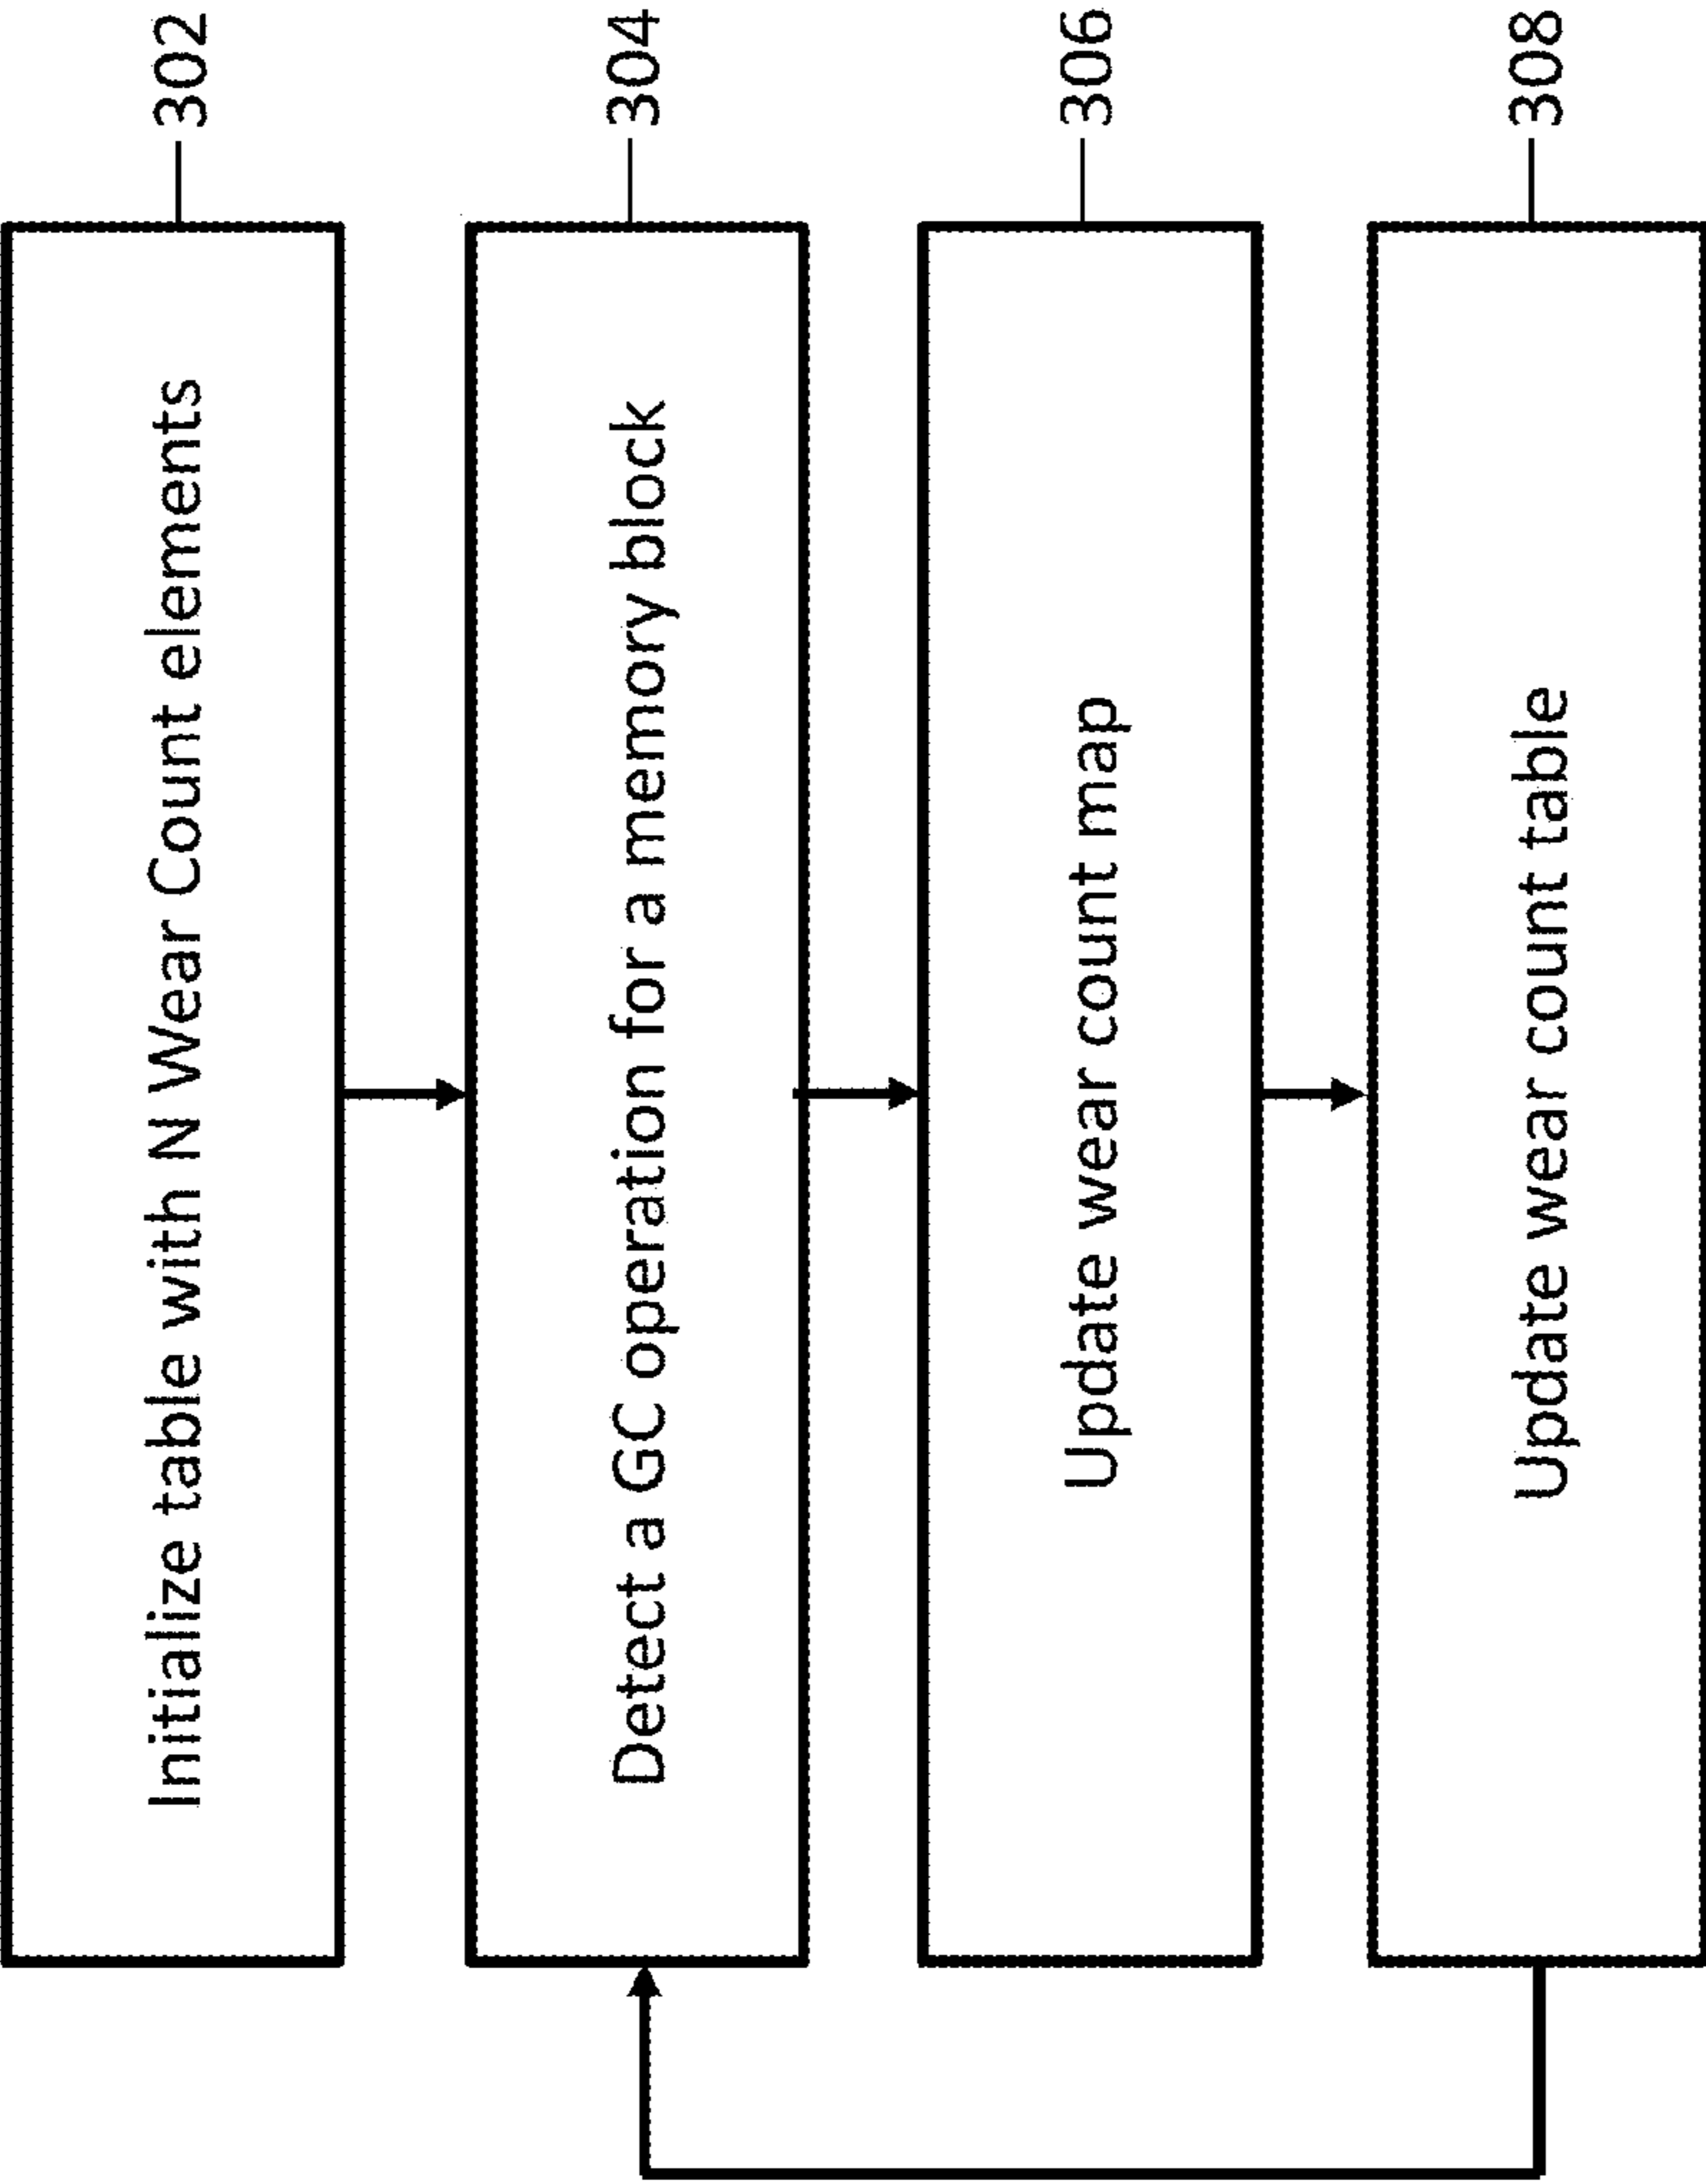 Initialize table with N Wear Count elements
302
Detect a GC operation for a memory block
304
Update wear count map
306
Update wear count table
308